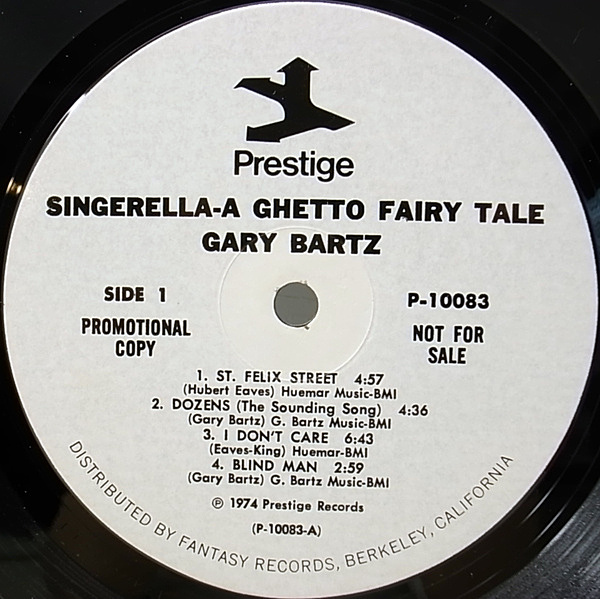 Prestige
SINGERELLA-A GHETTO FAIRY TALE
GARY BARTZ
SIDE 1
P-10083
PROMOTIONAL
COPY
NOT FOR
SALE
1. ST. FELIX STREET 4:57
(Hubert Eaves) Huemar Music-BMI
2. DOZENS (The Sounding Song) 4:36
(Gary Bartz) G. Bartz Music-BMI
3. I DON'T CARE 6:43
(Eaves-King) Huemar-BMI
4. BLIND MAN 2:59
(Gary Bartz) G. Bartz Music-BMI
℗ 1974 Prestige Records
(P-10083-A)
DISTRIBUTED BY FANTASY RECORDS, BERKELEY, CALIFORNIA